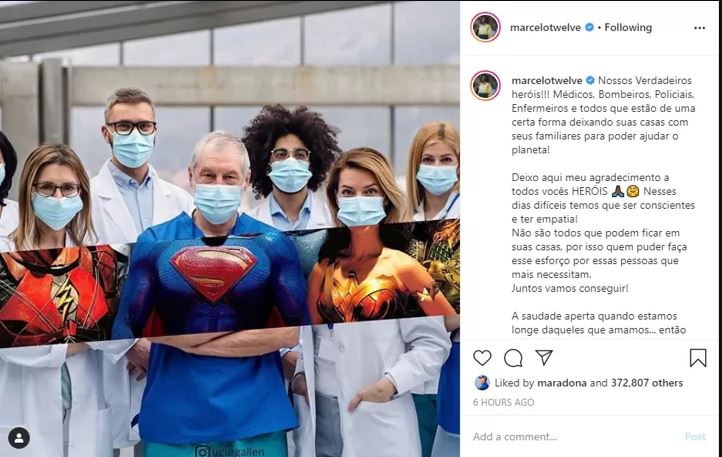 marcelotwelve • Following
marcelotwelve Nossos Verdadeiros
heróis!!! Médicos, Bombeiros, Policiais,
Enfermeiros e todos que estão de uma
certa forma deixando suas casas com
seus familiares para poder ajudar o
planeta!
Deixo aqui meu agradecimento a
todos vocês HERÓIS 🙏🏿🤗 Nesses
dias difíceis temos que ser conscientes
e ter empatia!
Não são todos que podem ficar em
suas casas, por isso quem puder faça
esse esforço por essas pessoas que
mais necessitam.
Juntos vamos conseguir!
A saudade aperta quando estamos
longe daqueles que amamos... então
Liked by maradona and 372,807 others
6 HOURS AGO
Add a comment... Post
ugurgallen